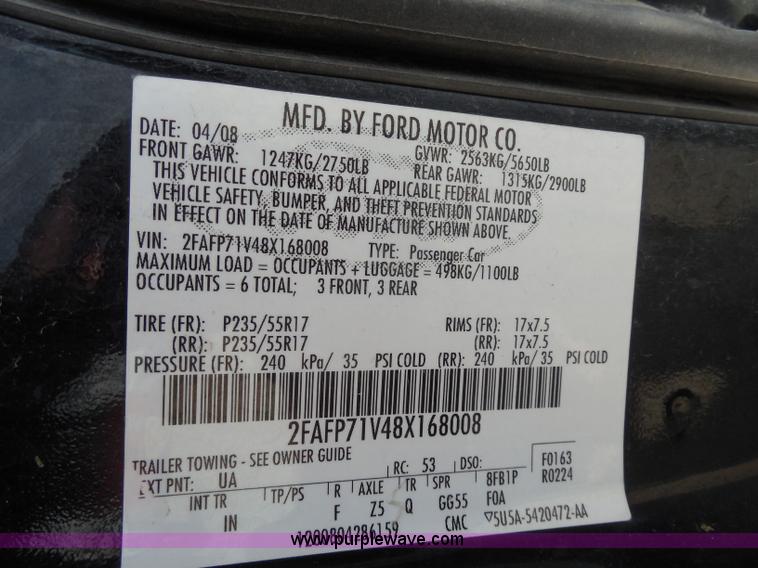 MFD. BY FORD MOTOR CO.
DATE: 04/08 GVWR: 2563KG/5650LB
FRONT GAWR: 1247KG/2750LB REAR GAWR: 1315KG/2900LB
THIS VEHICLE CONFORMS TO ALL APPLICABLE FEDERAL MOTOR
VEHICLE SAFETY, BUMPER, AND THEFT PREVENTION STANDARDS
IN EFFECT ON THE DATE OF MANUFACTURE SHOWN ABOVE.
VIN: 2FAFP71V48X168008 TYPE: Passenger Car
MAXIMUM LOAD = OCCUPANTS + LUGGAGE = 498KG/1100LB
OCCUPANTS = 6 TOTAL; 3 FRONT, 3 REAR
TIRE (FR): P235/55R17 RIMS (FR): 17x7.5
(RR): P235/55R17 (RR): 17x7.5
PRESSURE (FR): 240 kPa/ 35 PSI COLD (RR): 240 kPa/ 35 PSI COLD
2FAFP71V48X168008
TRAILER TOWING - SEE OWNER GUIDE RC: 53 DSO: F0163
EXT PNT: UA 8FB1P R0224
INT TR TP/PS R AXLE TR SPR FOA
IN F Z5 Q GG55
1280804286159 CMC ▽5U5A-5420472-AA
www.purplewave.com